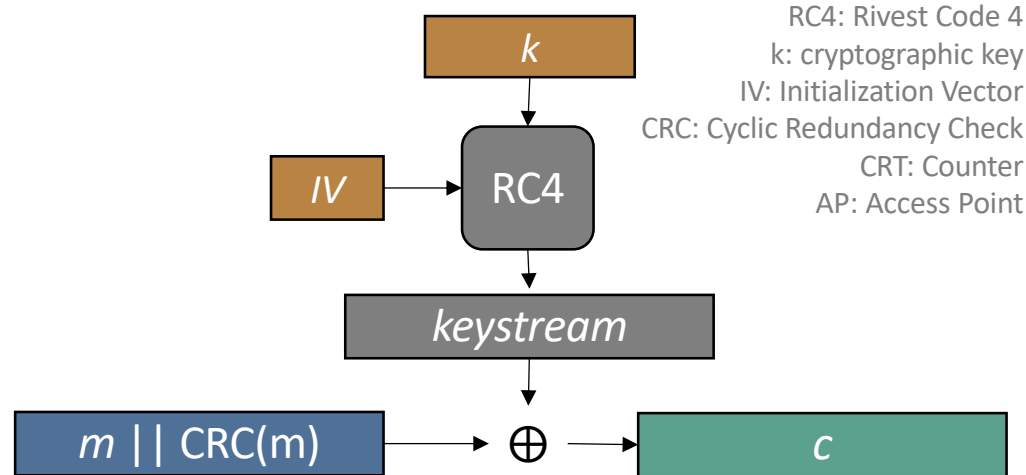 RC4: Rivest Code 4
k: cryptographic key
IV: Initialization Vector
CRC: Cyclic Redundancy Check
CRT: Counter
AP: Access Point
k
IV
RC4
keystream
m || CRC(m)
⊕
c